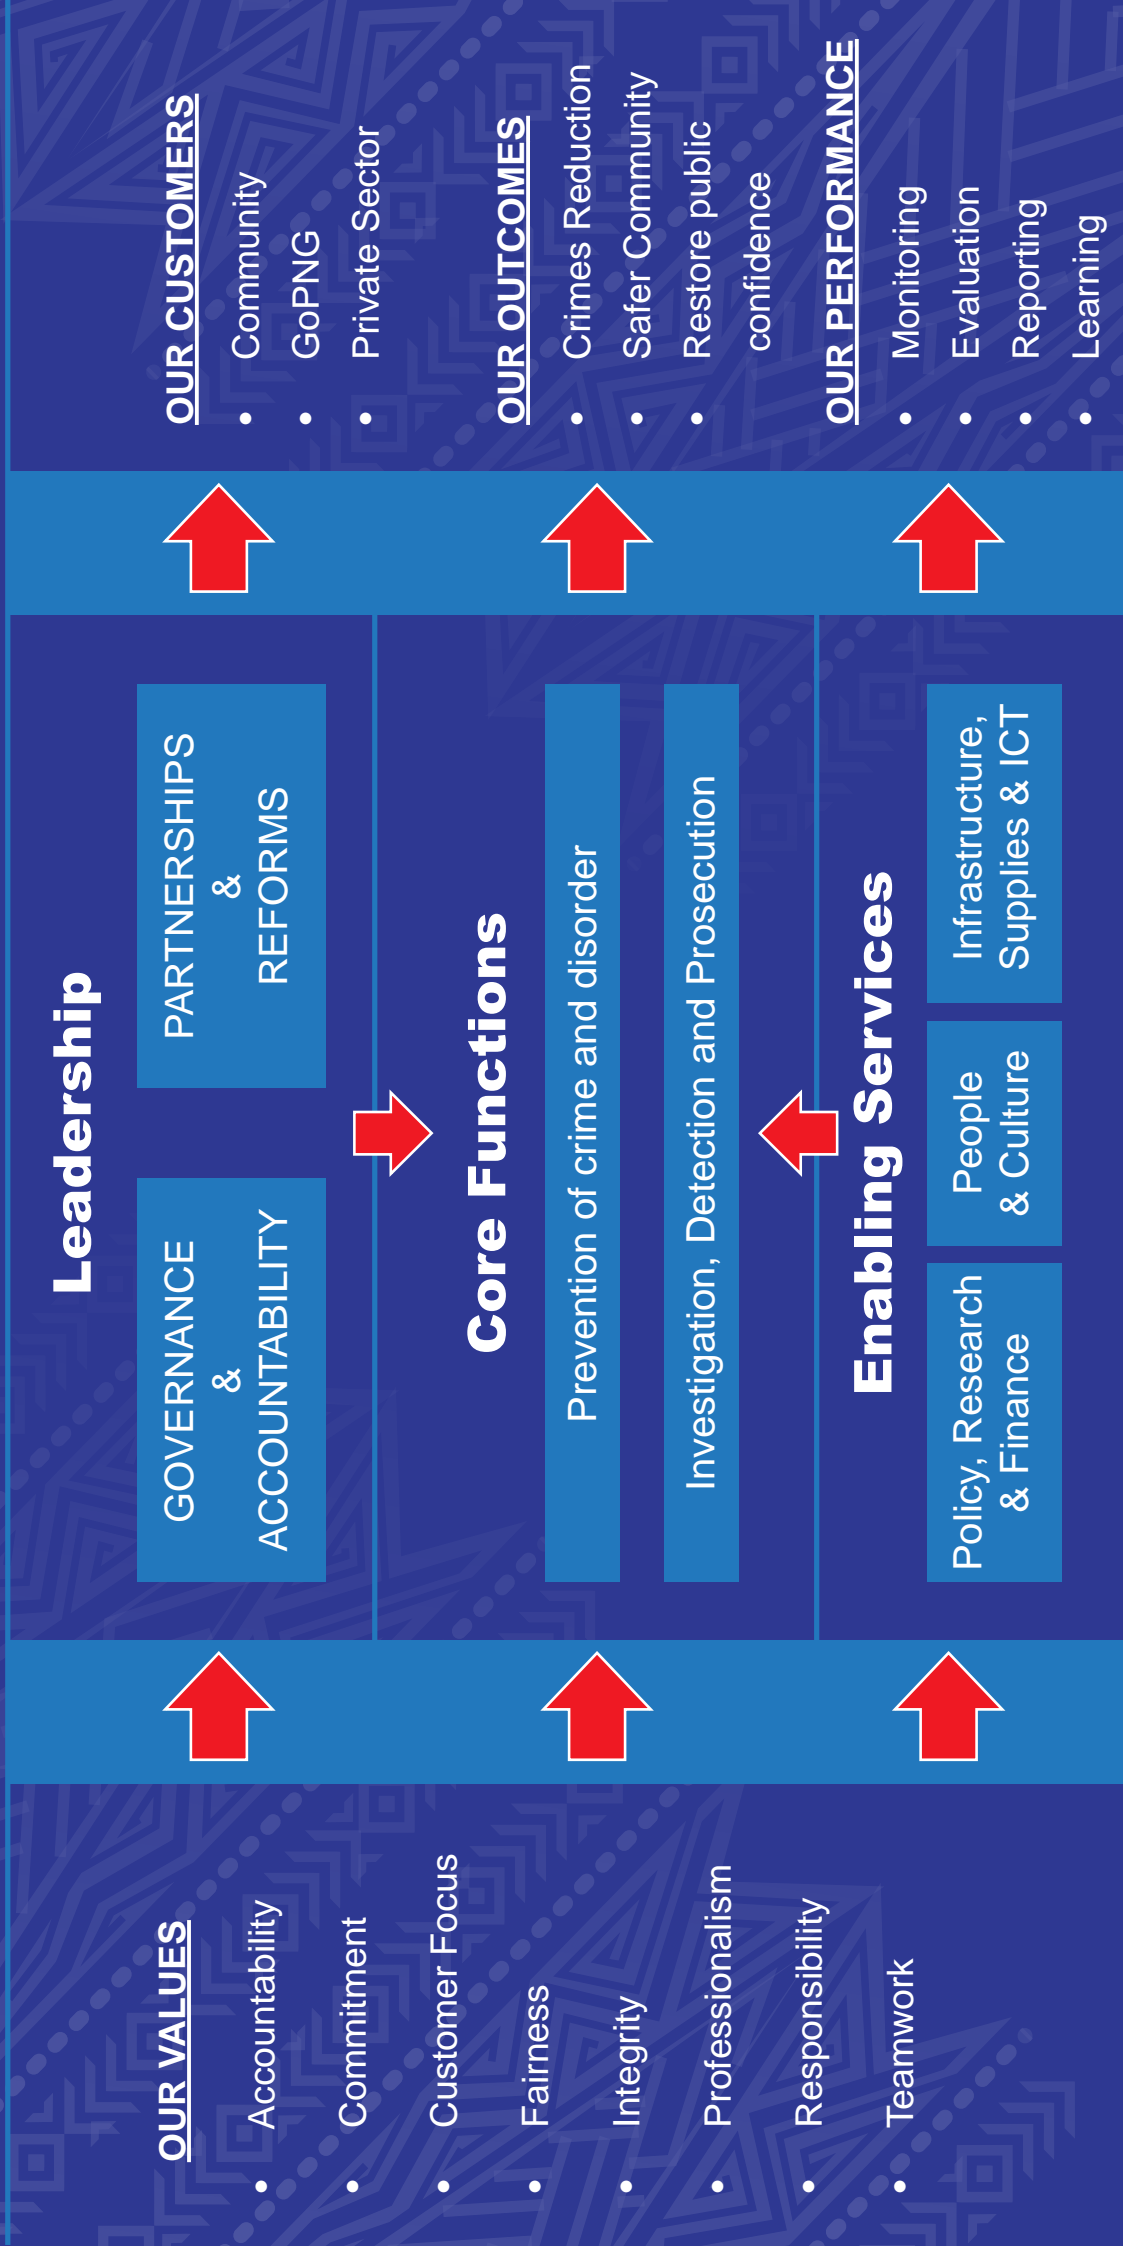 OUR VALUES
• Accountability
• Commitment
• Customer Focus
• Fairness
• Integrity
• Professionalism
• Responsibility
• Teamwork
Leadership
GOVERNANCE
&
ACCOUNTABILITY
PARTNERSHIPS
&
REFORMS
Core Functions
Prevention of crime and disorder
Investigation, Detection and Prosecution
Enabling Services
Policy, Research
& Finance
People
& Culture
Infrastructure,
Supplies & ICT
OUR CUSTOMERS
• Community
• GoPNG
• Private Sector
OUR OUTCOMES
• Crimes Reduction
• Safer Community
• Restore public
confidence
OUR PERFORMANCE
• Monitoring
• Evaluation
• Reporting
• Learning